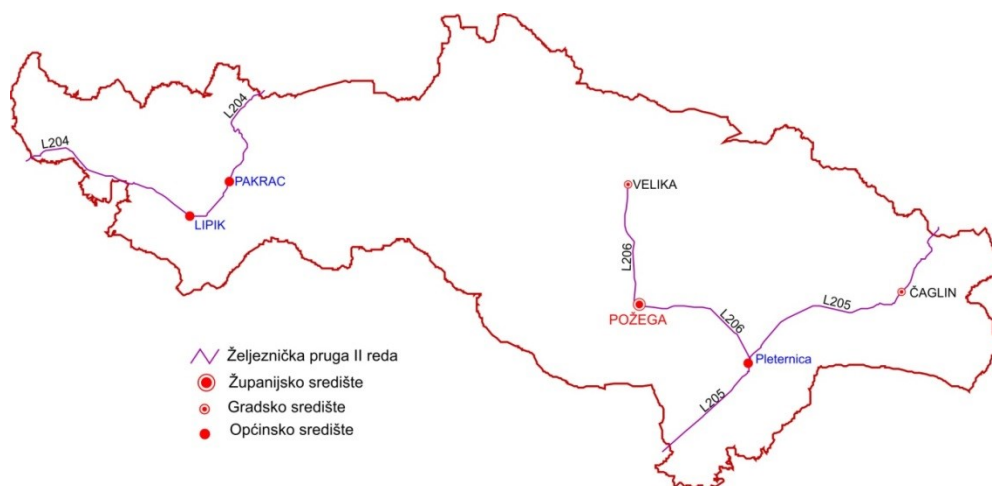 L204
L204
PAKRAC
LIPIK
VELIKA
L206
POŽEGA
L206
L205
ČAGLIN
Pleternica
L205
Željeznička pruga II reda
Županijsko središte
Gradsko središte
Općinsko središte